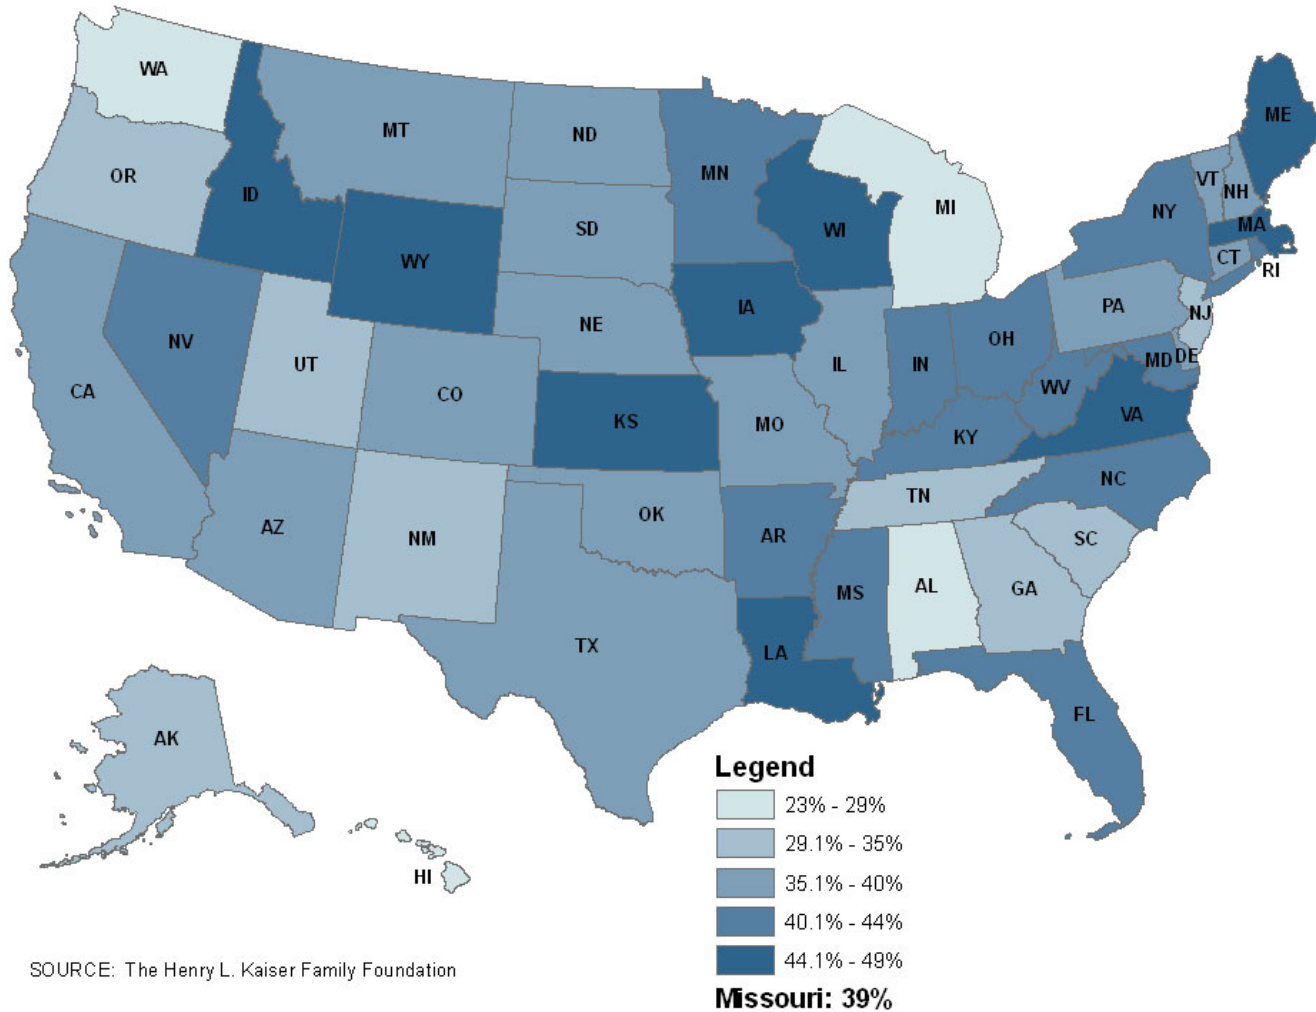 WA
MT
ND
MN
ME
OR
ID
SD
WI
MI
VT
NH
NY
MA
WY
CT
RI
IA
NE
PA
NJ
NV
UT
CO
IL
IN
OH
MD
DE
WV
CA
KS
MO
KY
VA
NC
TN
AZ
NM
OK
AR
SC
MS
AL
GA
TX
LA
FL
AK
HI
Legend
23% - 29%
29.1% - 35%
35.1% - 40%
40.1% - 44%
44.1% - 49%
Missouri: 39%
SOURCE: The Henry L. Kaiser Family Foundation